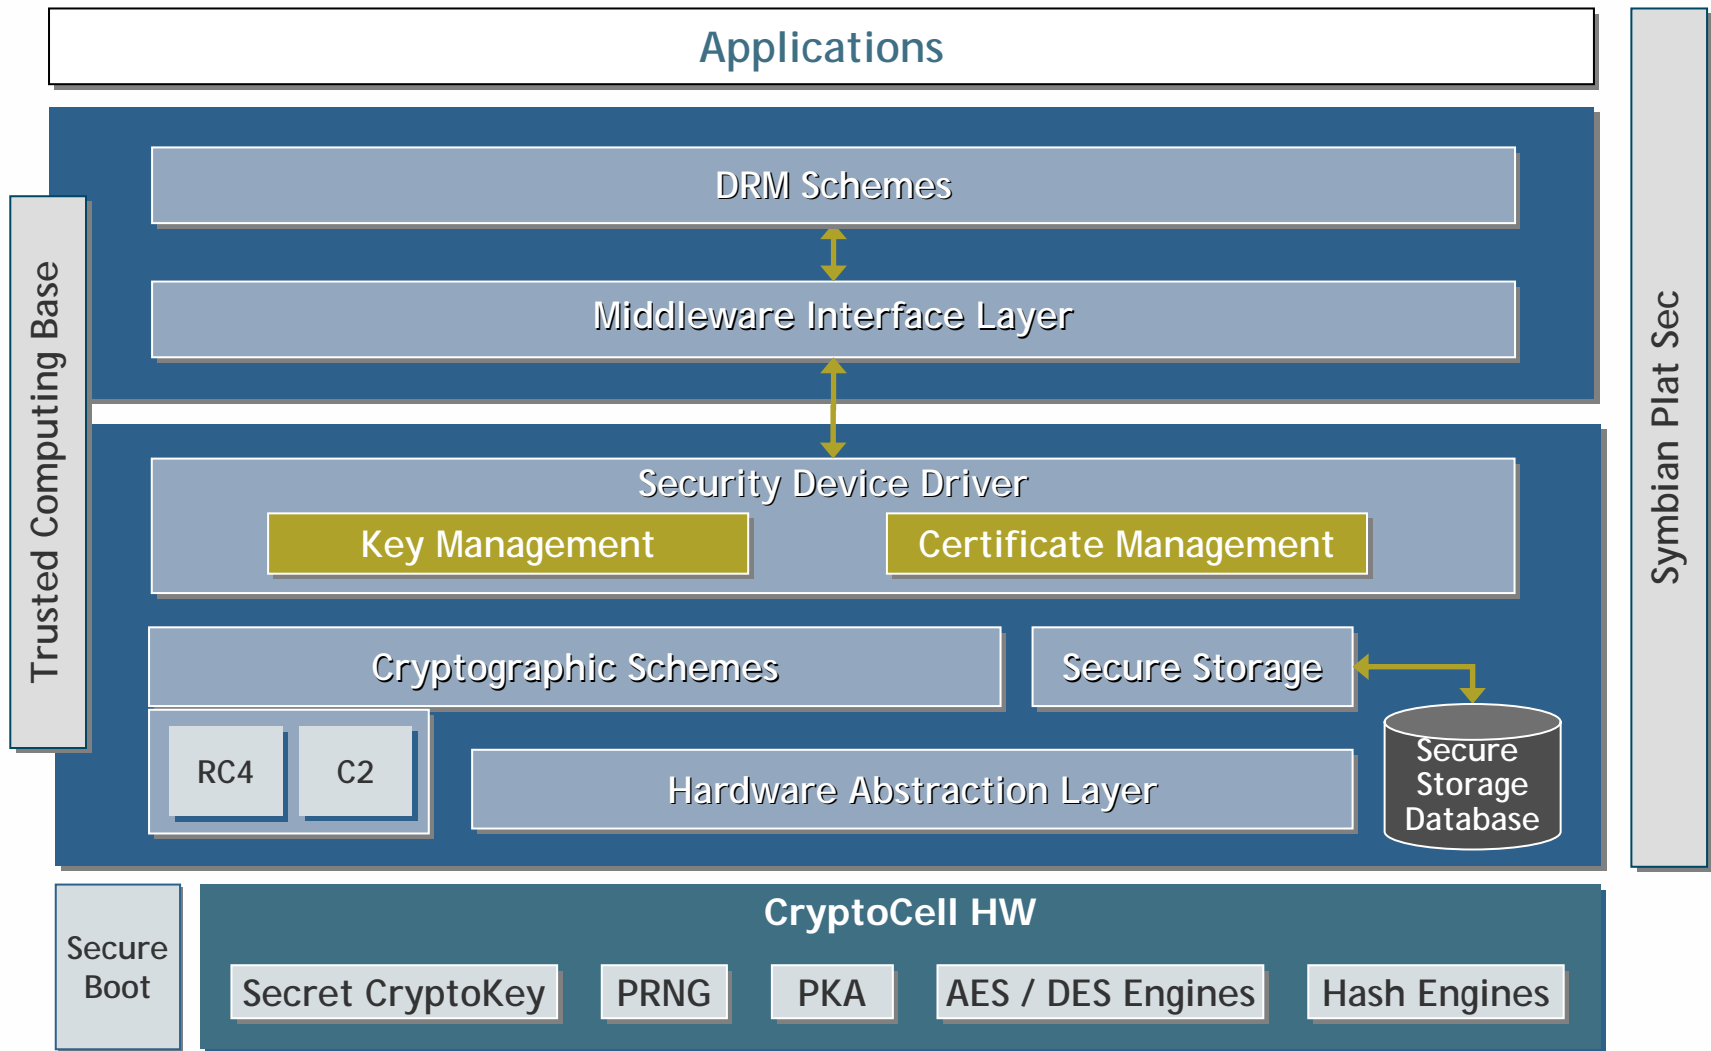 Applications
DRM Schemes
Middleware Interface Layer
Trusted Computing Base
Symbian Plat Sec
Security Device Driver
Key Management
Certificate Management
Cryptographic Schemes
Secure Storage
RC4
C2
Hardware Abstraction Layer
Secure
Storage
Database
Secure
Boot
CryptoCell HW
Secret CryptoKey
PRNG
PKA
AES / DES Engines
Hash Engines